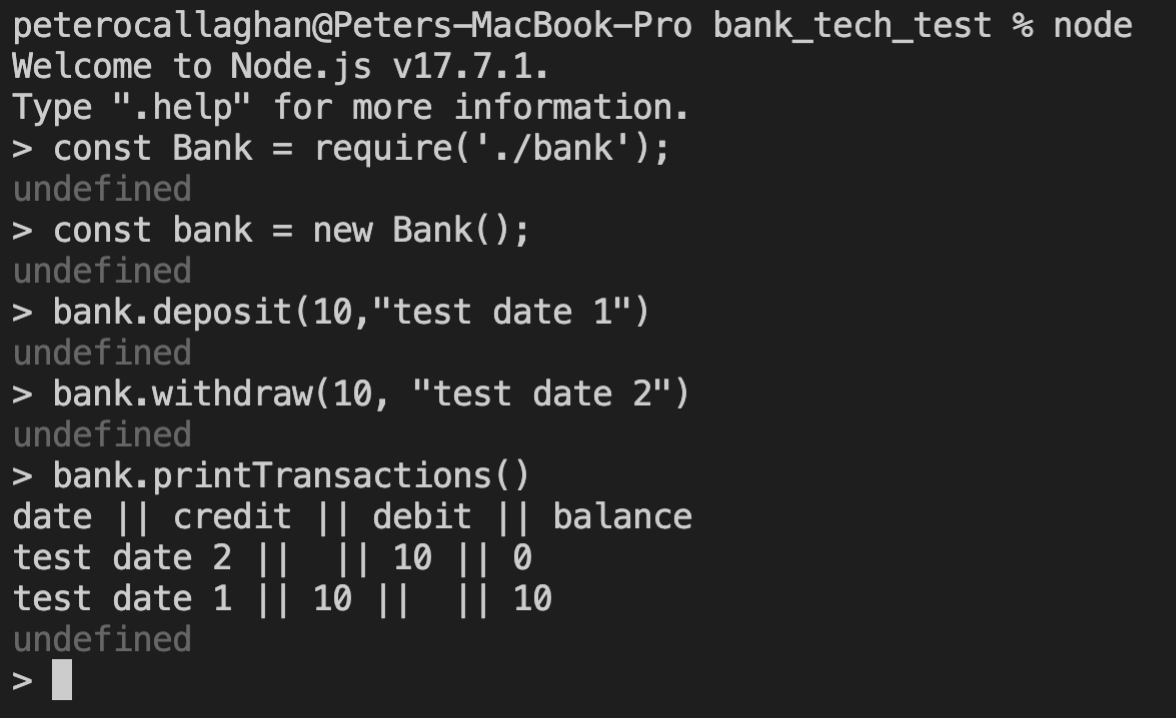 peterocallaghan@Peters-MacBook-Pro bank_tech_test % node
Welcome to Node.js v17.7.1.
Type ".help" for more information.
> const Bank = require('./bank');
undefined
> const bank = new Bank();
undefined
> bank.deposit(10,"test date 1")
undefined
> bank.withdraw(10, "test date 2")
undefined
> bank.printTransactions()
date || credit || debit || balance
test date 2 ||  || 10 || 0
test date 1 || 10 ||  || 10
undefined
>